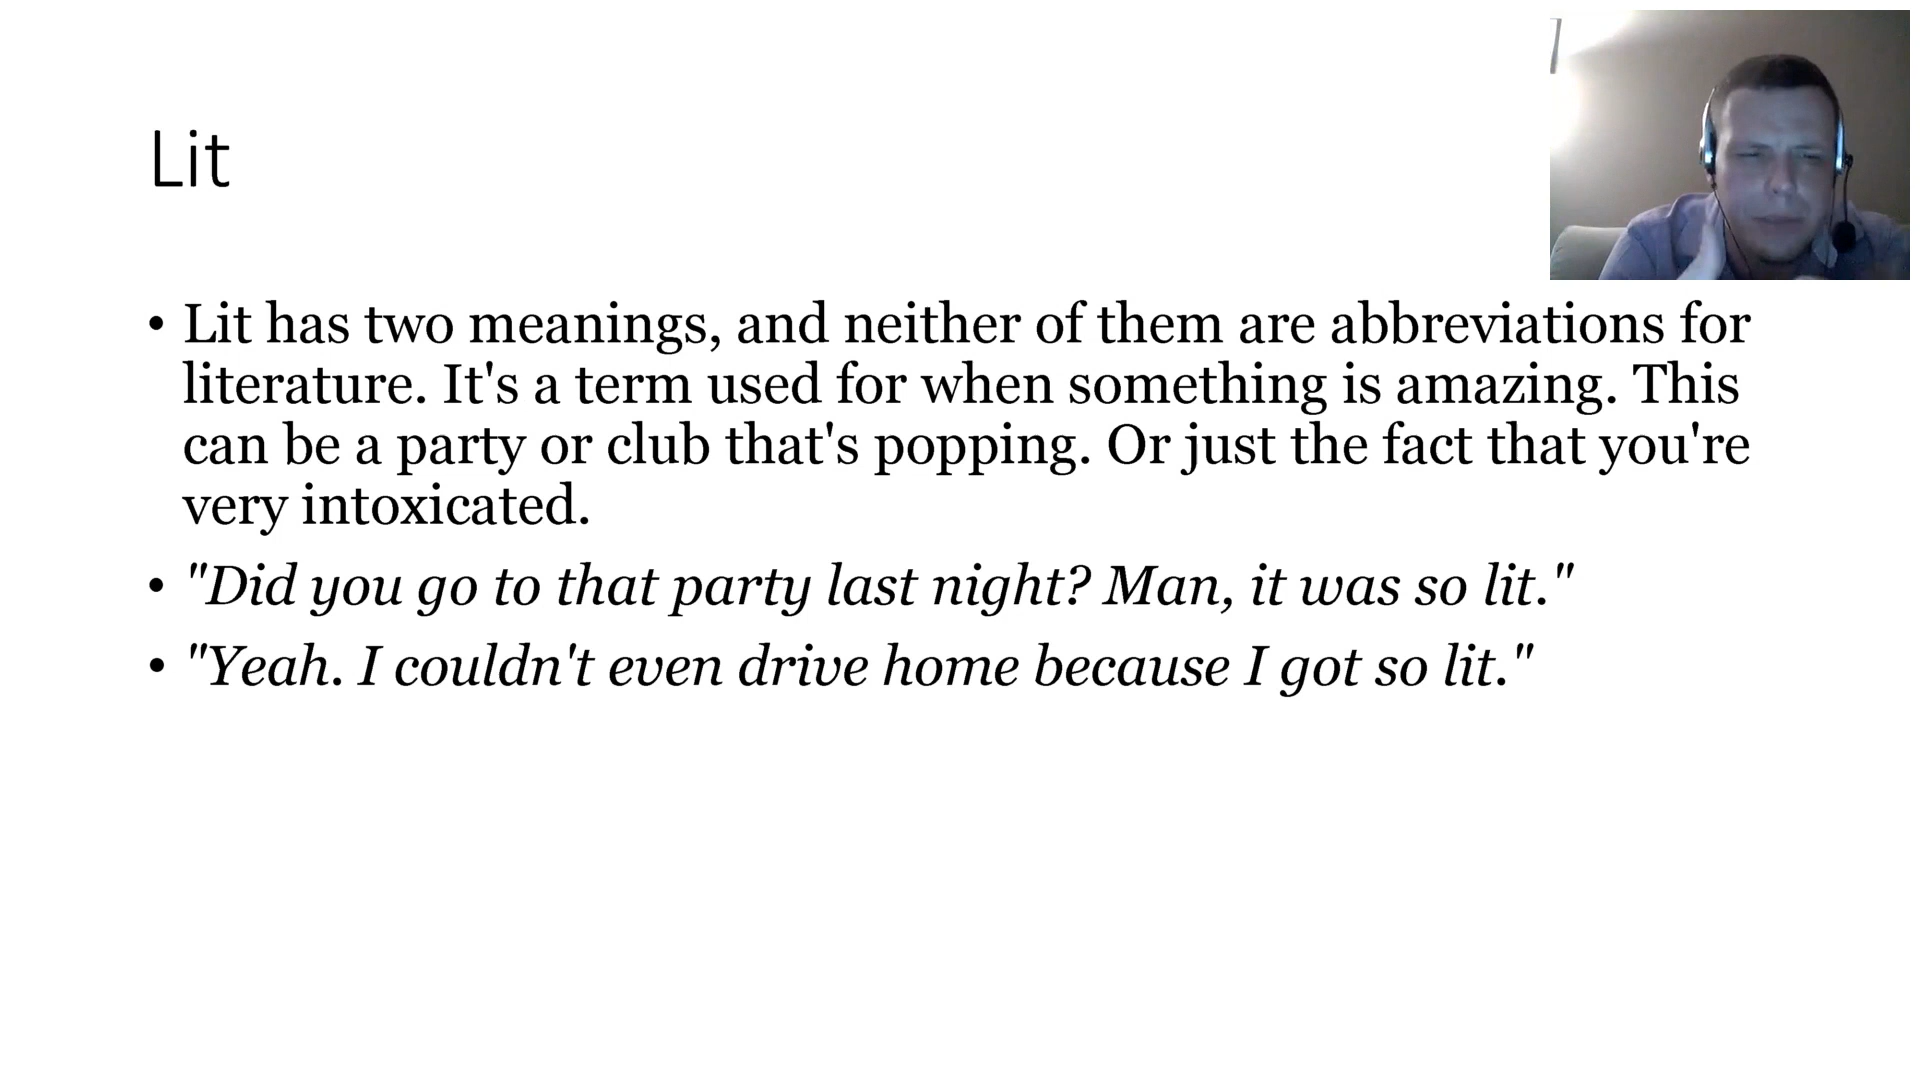 Lit
• Lit has two meanings, and neither of them are abbreviations for
literature. It's a term used for when something is amazing. This
can be a party or club that's popping. Or just the fact that you're
very intoxicated.
• "Did you go to that party last night? Man, it was so lit."
• "Yeah. I couldn't even drive home because I got so lit."